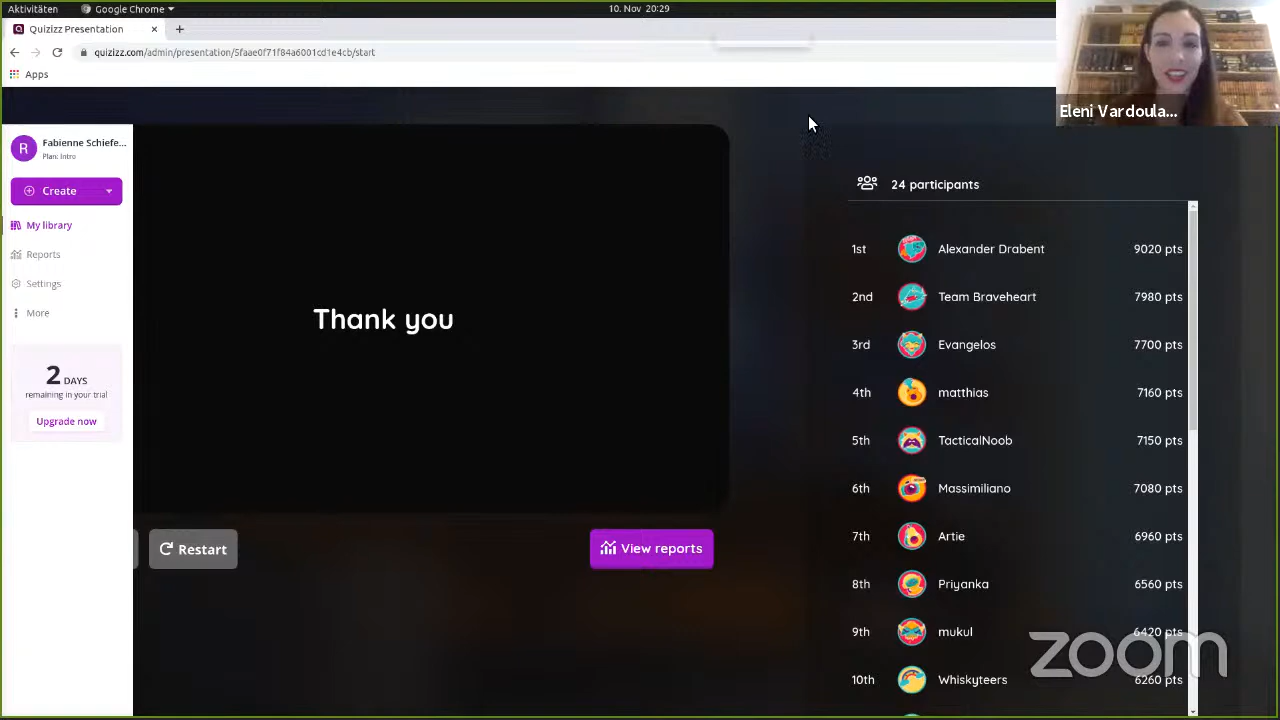 Aktivitäten
Google Chrome
10. Nov 20:29
Quizizz Presentation
quizizz.com/admin/presentation/5faae0f71f84a6001cd1e4cb/start
Apps
Eleni Vardoula...
R
Fabienne Schiefe...
Plan: Intro
Create
My library
Reports
Settings
More
2 DAYS
remaining in your trial
Upgrade now
Thank you
Restart
View reports
24 participants
1st Alexander Drabent 9020 pts
2nd Team Braveheart 7980 pts
3rd Evangelos 7700 pts
4th matthias 7160 pts
5th TacticalNoob 7150 pts
6th Massimiliano 7080 pts
7th Artie 6960 pts
8th Priyanka 6560 pts
9th mukul 6420 pts
10th Whiskyteers 6260 pts
zoom